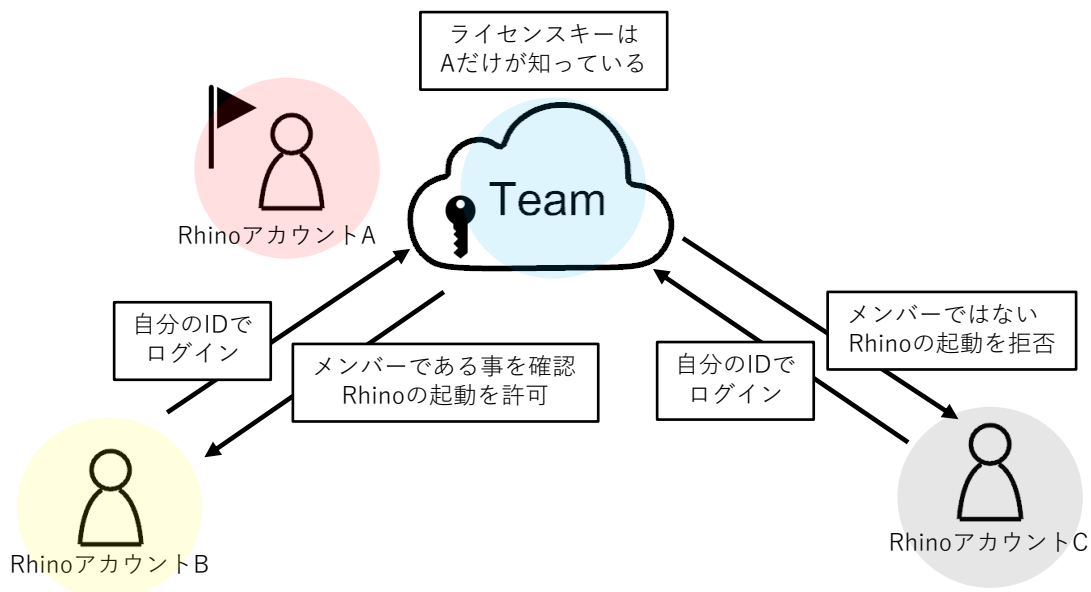 ライセンスキーは
Aだけが知っている
Team
RhinoアカウントA
自分のIDで
ログイン
メンバーである事を確認
Rhinoの起動を許可
自分のIDで
ログイン
メンバーではない
Rhinoの起動を拒否
RhinoアカウントB
RhinoアカウントC